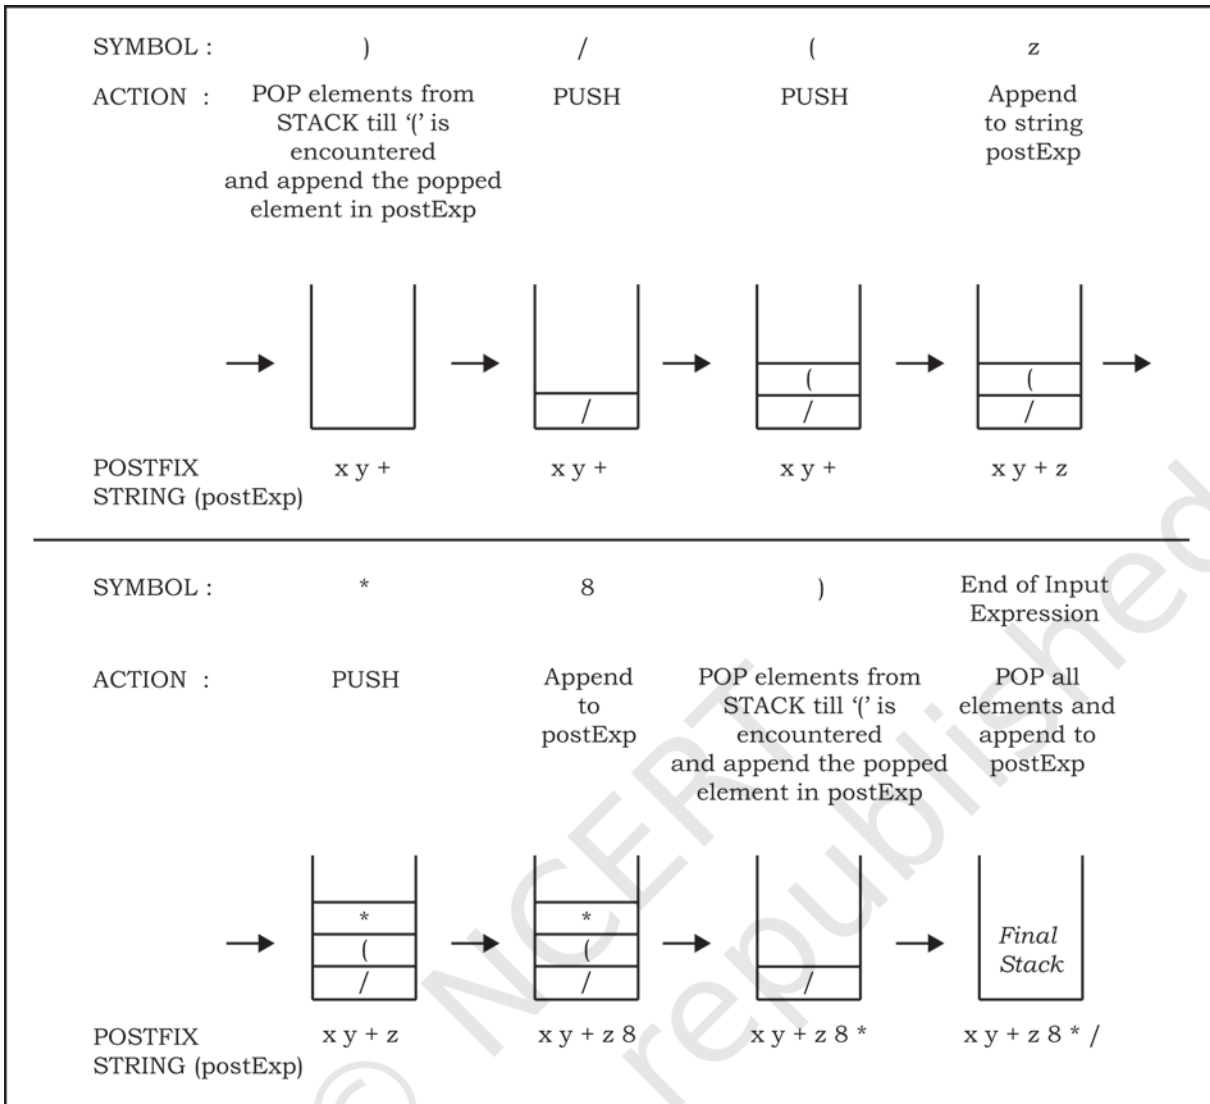 SYMBOL : ) / ( z
ACTION : POP elements from STACK till ‘(’ is encountered and append the popped element in postExp PUSH PUSH Append to string postExp
( (
/ / /
POSTFIX STRING (postExp) x y + x y + x y + x y + z
SYMBOL : * 8 ) End of Input Expression
ACTION : PUSH Append to postExp POP elements from STACK till ‘(’ is encountered and append the popped element in postExp POP all elements and append to postExp
* *
( ( Final
/ / / Stack
POSTFIX STRING (postExp) x y + z x y + z 8 x y + z 8 * x y + z 8 * /
© NCERT
republished